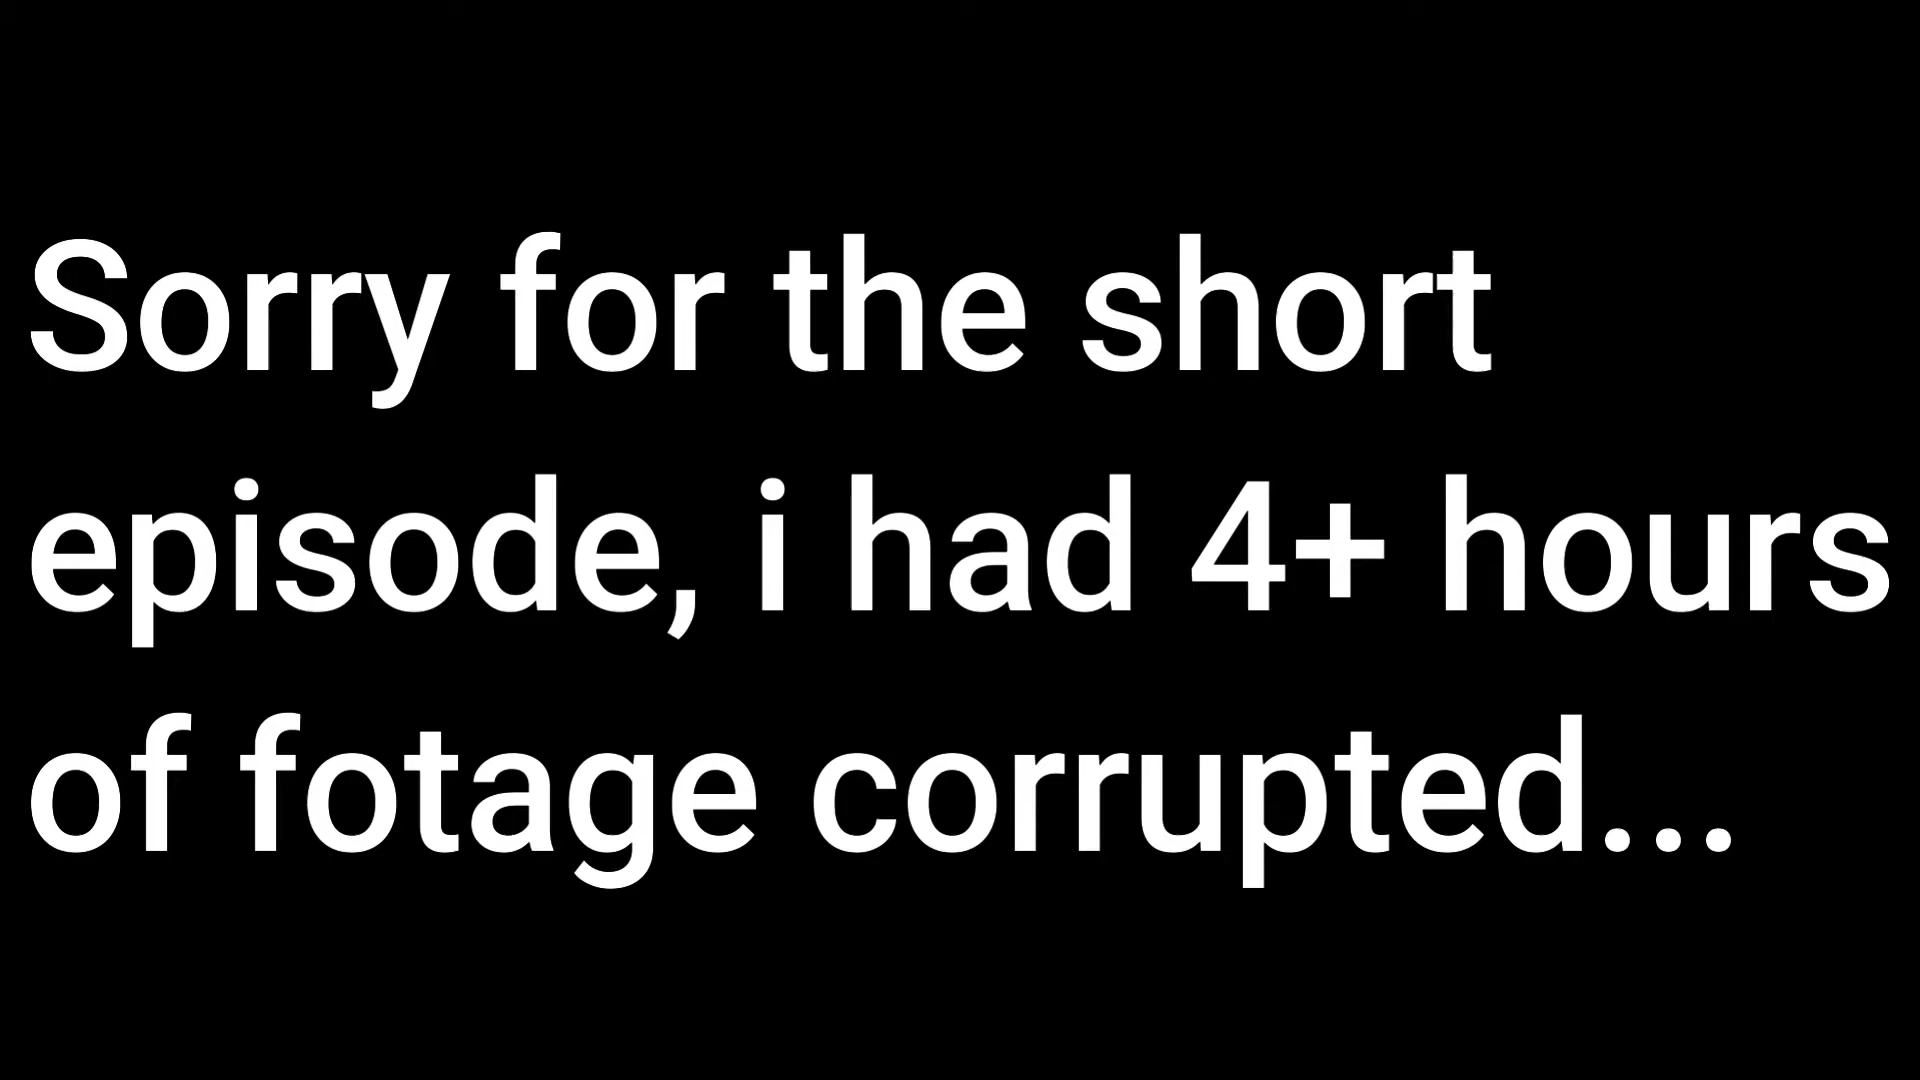 Sorry for the short
episode, i had 4+ hours
of fotage corrupted...